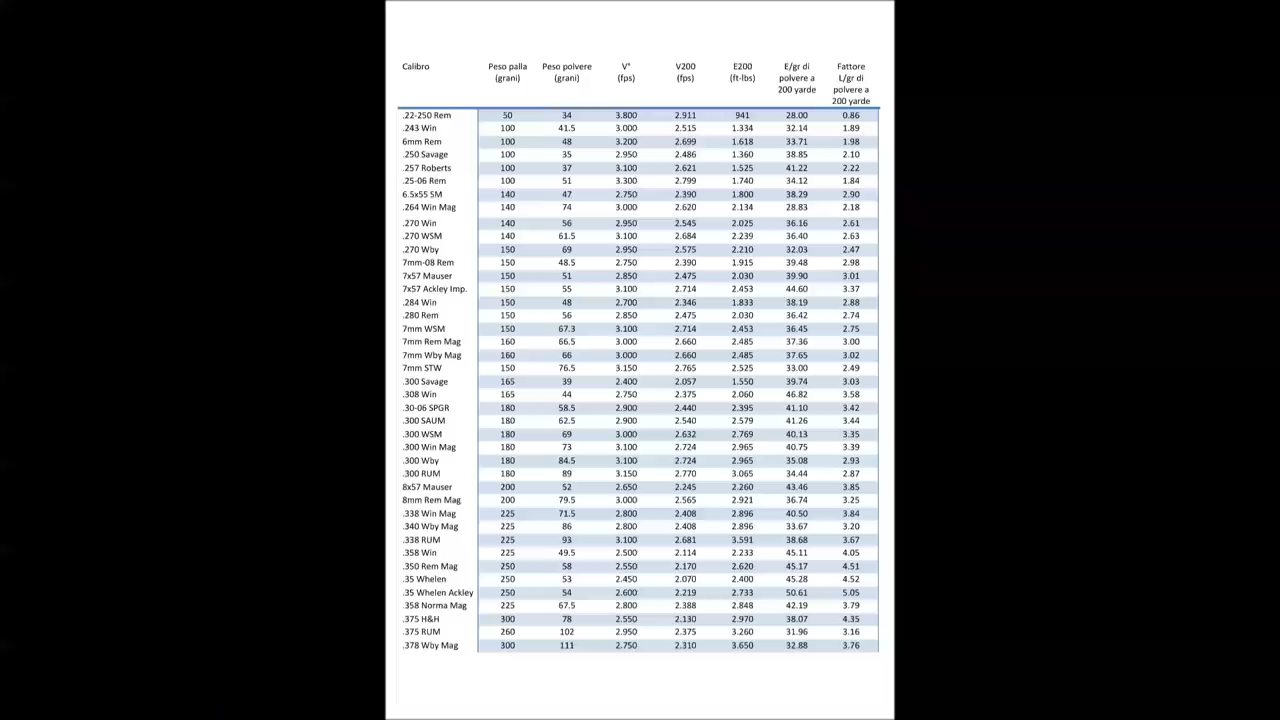 Calibro Peso palla (grani) Peso polvere (grani) V° (fps) V200 (fps) E200 (ft-lbs) E/gr di polvere a 200 yarde Fattore L/gr di polvere a 200 yarde
.22-250 Rem 50 34 3.800 2.911 941 28.00 0.86
.243 Win 100 41.5 3.000 2.515 1.334 32.14 1.89
6mm Rem 100 48 3.200 2.699 1.618 33.71 1.98
.250 Savage 100 35 2.950 2.486 1.360 38.85 2.10
.257 Roberts 100 37 3.100 2.621 1.525 41.22 2.22
.25-06 Rem 100 51 3.300 2.799 1.740 34.12 1.84
6.5x55 SM 140 47 2.750 2.390 1.800 38.29 2.90
.264 Win Mag 140 74 3.000 2.620 2.134 28.83 2.18
.270 Win 140 56 2.950 2.545 2.025 36.16 2.61
.270 WSM 140 61.5 3.100 2.684 2.239 36.40 2.63
.270 Wby 150 69 2.950 2.575 2.210 32.03 2.47
7mm-08 Rem 150 48.5 2.750 2.390 1.915 39.48 2.98
7x57 Mauser 150 51 2.850 2.475 2.030 39.90 3.01
7x57 Ackley Imp. 150 55 3.100 2.714 2.453 44.60 3.37
.284 Win 150 48 2.700 2.346 1.833 38.19 2.88
.280 Rem 150 56 2.850 2.475 2.030 36.42 2.74
7mm WSM 150 67.3 3.100 2.714 2.453 36.45 2.75
7mm Rem Mag 160 66.5 3.000 2.660 2.485 37.36 3.00
7mm Wby Mag 160 66 3.000 2.660 2.485 37.65 3.02
7mm STW 150 76.5 3.150 2.765 2.525 33.00 2.49
.300 Savage 165 39 2.400 2.057 1.550 39.74 3.03
.308 Win 165 44 2.750 2.375 2.060 46.82 3.58
.30-06 SPGR 180 58.5 2.900 2.440 2.395 41.10 3.42
.300 SAUM 180 62.5 2.900 2.540 2.579 41.26 3.44
.300 WSM 180 69 3.000 2.632 2.769 40.13 3.35
.300 Win Mag 180 73 3.100 2.724 2.965 40.75 3.39
.300 Wby 180 84.5 3.100 2.724 2.965 35.08 2.93
.300 RUM 180 89 3.150 2.770 3.065 34.44 2.87
8x57 Mauser 200 52 2.650 2.245 2.260 43.46 3.85
8mm Rem Mag 200 79.5 3.000 2.565 2.921 36.74 3.25
.338 Win Mag 225 71.5 2.800 2.408 2.896 40.50 3.84
.340 Wby Mag 225 86 2.800 2.408 2.896 33.67 3.20
.338 RUM 225 93 3.100 2.681 3.591 38.68 3.67
.358 Win 225 49.5 2.500 2.114 2.233 45.11 4.05
.350 Rem Mag 250 58 2.550 2.170 2.620 45.17 4.51
.35 Whelen 250 53 2.450 2.070 2.400 45.28 4.52
.35 Whelen Ackley 250 54 2.600 2.219 2.733 50.61 5.05
.358 Norma Mag 225 67.5 2.800 2.388 2.848 42.19 3.79
.375 H&H 300 78 2.550 2.130 2.970 38.07 4.35
.375 RUM 260 102 2.950 2.375 3.260 31.96 3.16
.378 Wby Mag 300 111 2.750 2.310 3.650 32.88 3.76